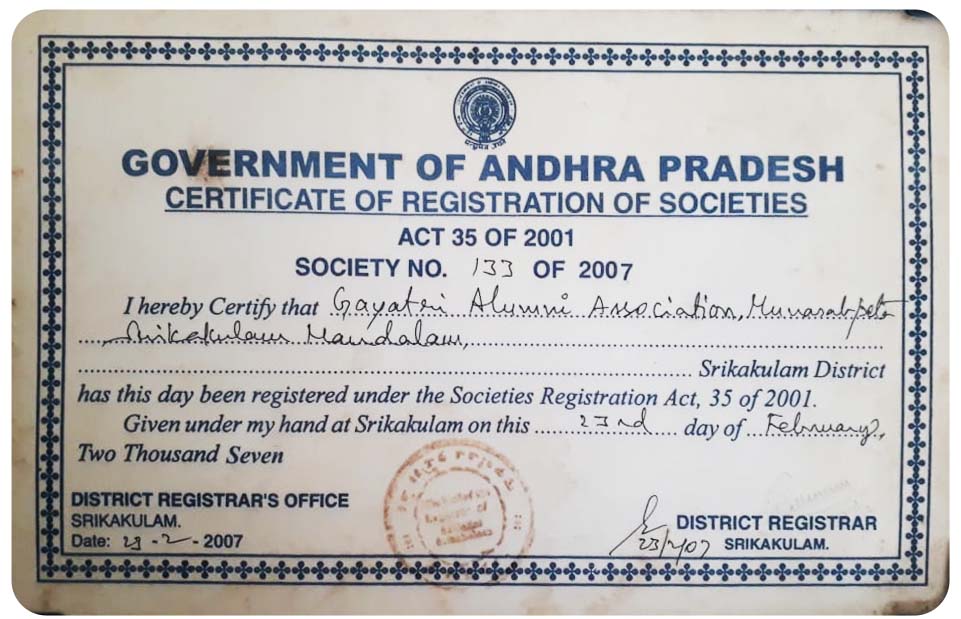 GOVERNMENT OF ANDHRA PRADESH
CERTIFICATE OF REGISTRATION OF SOCIETIES
ACT 35 OF 2001
SOCIETY NO. 133 OF 2007
I hereby Certify that Gayatri Alumni Association, Munasabpeta
Srikakulam Mandalam,
Srikakulam District
has this day been registered under the Societies Registration Act, 35 of 2001.
Given under my hand at Srikakulam on this 23rd day of February,
Two Thousand Seven
DISTRICT REGISTRAR'S OFFICE
SRIKAKULAM.
Date: 23 - 2 - 2007
23/2/07
DISTRICT REGISTRAR
SRIKAKULAM.